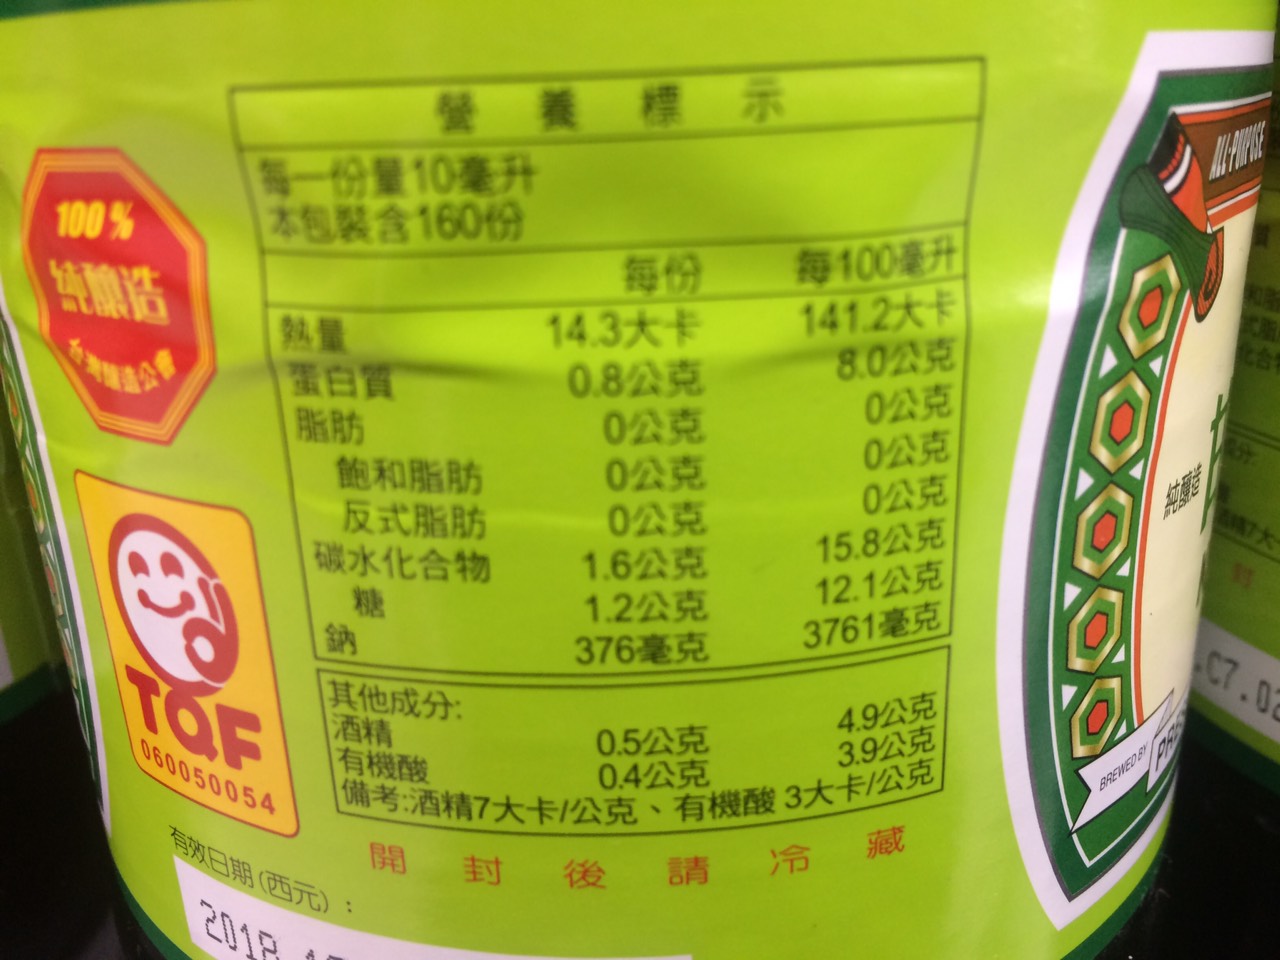 營養標示
每一份量10毫升
本包裝含160份
每份 每100毫升
熱量 14.3大卡 141.2大卡
蛋白質 0.8公克 8.0公克
脂肪 0公克 0公克
飽和脂肪 0公克 0公克
反式脂肪 0公克 0公克
碳水化合物 1.6公克 15.8公克
糖 1.2公克 12.1公克
鈉 376毫克 3761毫克
其他成分:
酒精 0.5公克 4.9公克
有機酸 0.4公克 3.9公克
備考:酒精7大卡/公克、有機酸 3大卡/公克
開封後請冷藏
有效日期(西元):
100%
純釀造
TQF
060050054
ALL-PURPOSE
純釀造
BREWED BY